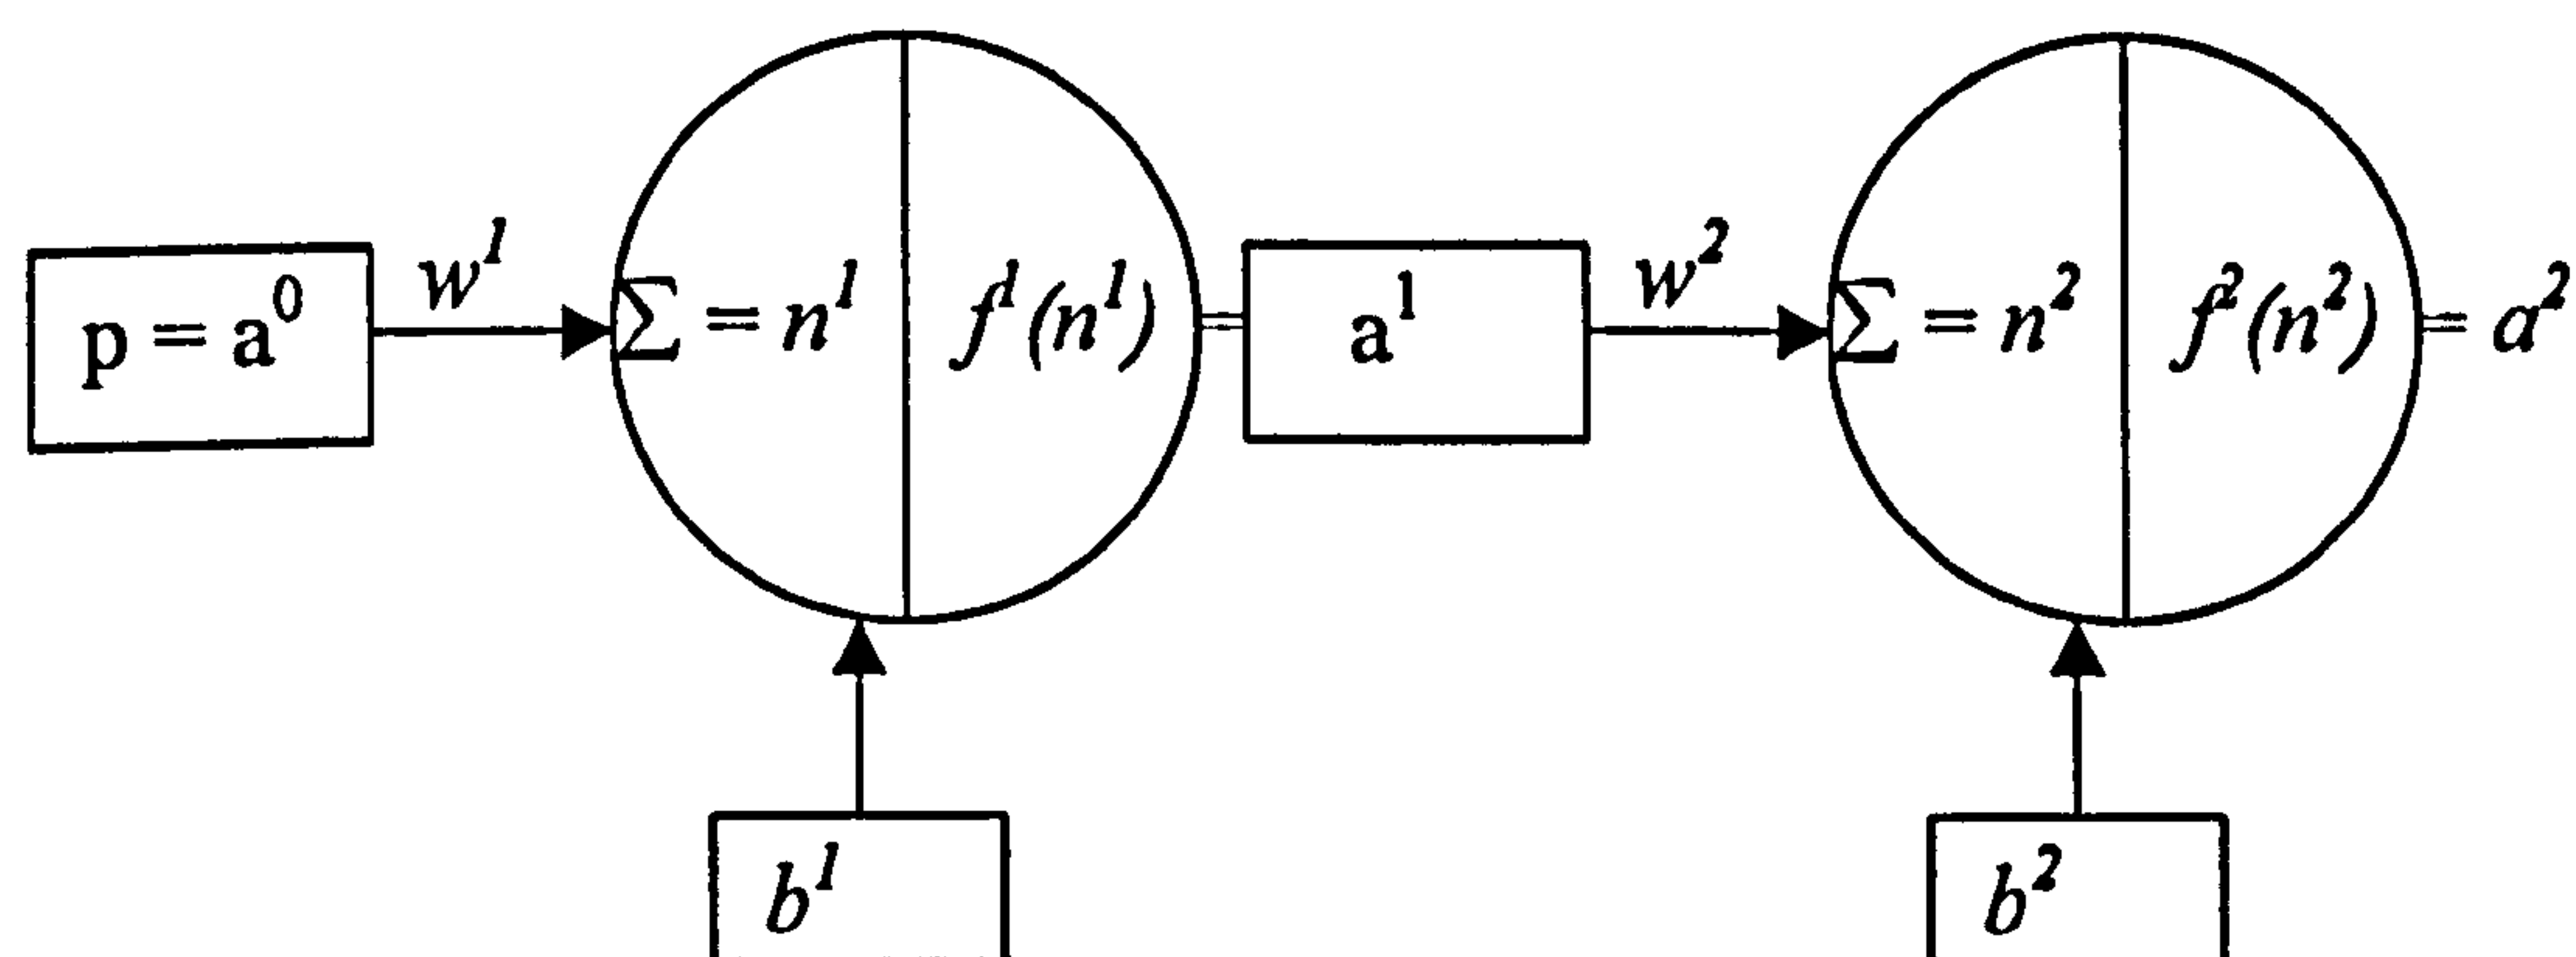 p = a⁰
w¹
Σ = n¹
f¹(n¹)
=
a¹
w²
Σ = n²
f²(n²)
= a²
b¹
b²